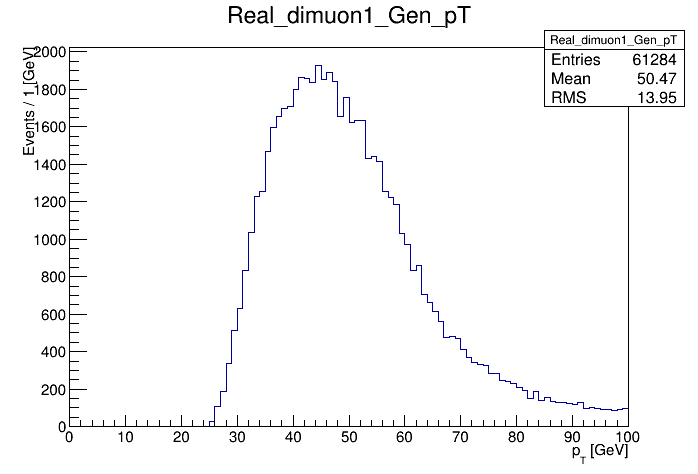 Real_dimuon1_Gen_pT
Real_dimuon1_Gen_pT
Entries 61284
Mean 50.47
RMS 13.95
Events / 1 [GeV]
2000
1800
1600
1400
1200
1000
800
600
400
200
0
0 10 20 30 40 50 60 70 80 90 100
p_T [GeV]